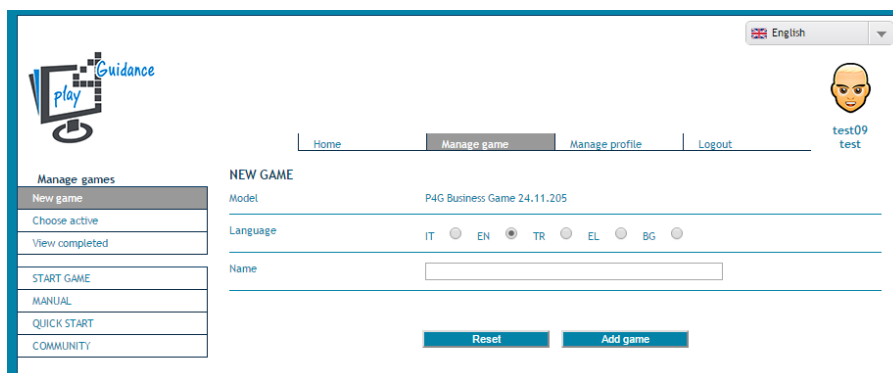 English
Guidance
play
test09
test
Home
Manage game
Manage profile
Logout
Manage games
New game
Choose active
View completed
START GAME
MANUAL
QUICK START
COMMUNITY
NEW GAME
Model P4G Business Game 24.11.205
Language IT EN TR EL BG
Name
Reset Add game